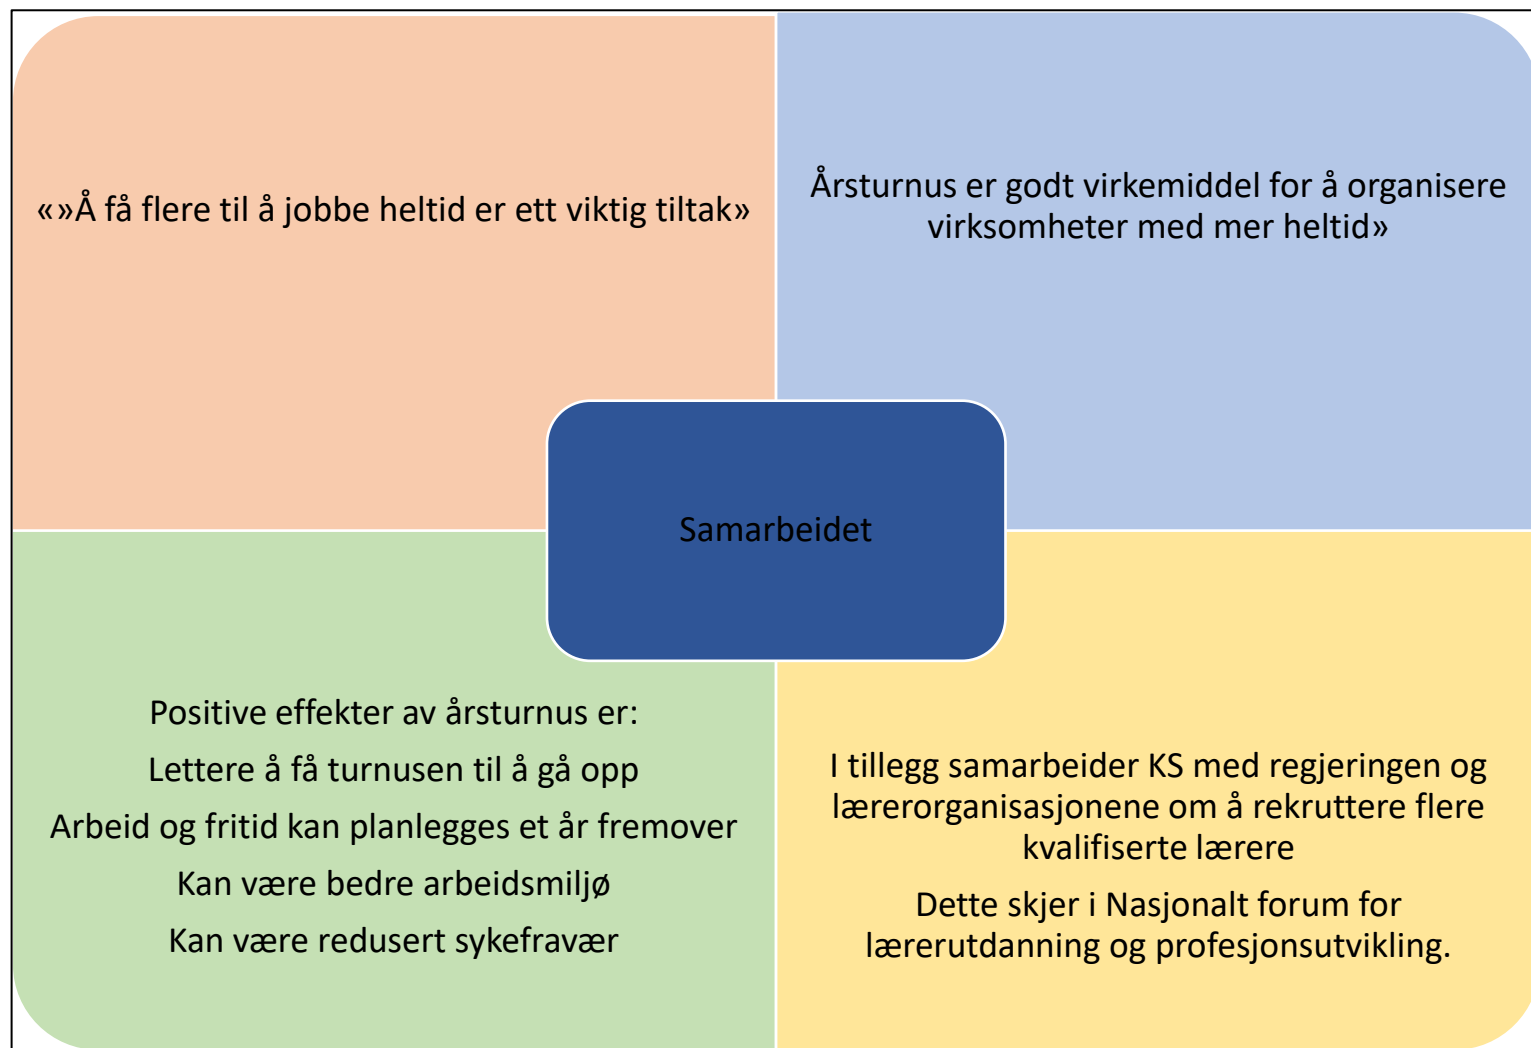 «»Å få flere til å jobbe heltid er ett viktig tiltak»
Årsturnus er godt virkemiddel for å organisere
virksomheter med mer heltid»
Samarbeidet
Positive effekter av årsturnus er:
Lettere å få turnusen til å gå opp
Arbeid og fritid kan planlegges et år fremover
Kan være bedre arbeidsmiljø
Kan være redusert sykefravær
I tillegg samarbeider KS med regjeringen og
lærerorganisasjonene om å rekruttere flere
kvalifiserte lærere
Dette skjer i Nasjonalt forum for
lærerutdanning og profesjonsutvikling.